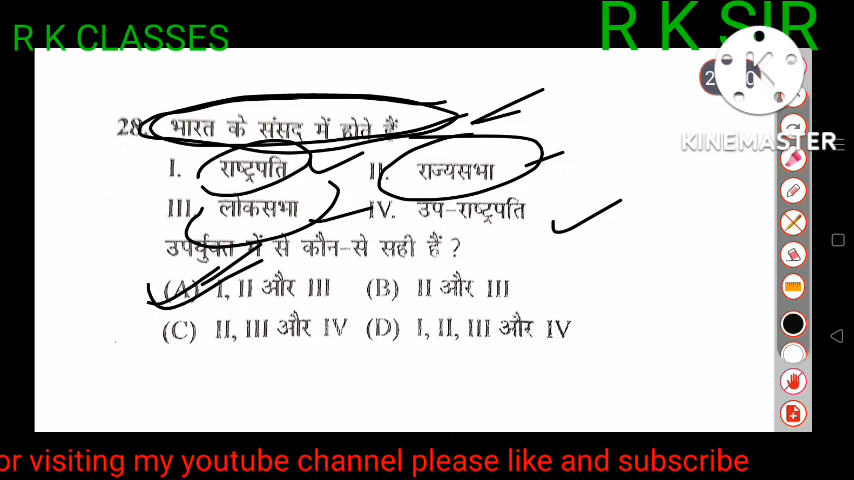 R K CLASSES
R K SIR
KINEMASTER
28. भारत के संसद में होते हैं
I. राष्ट्रपति II. राज्यसभा
III. लोकसभा IV. उप-राष्ट्रपति
उपर्युक्त में से कौन-से सही हैं ?
(A) I, II और III (B) II और III
(C) II, III और IV (D) I, II, III और IV
or visiting my youtube channel please like and subscribe